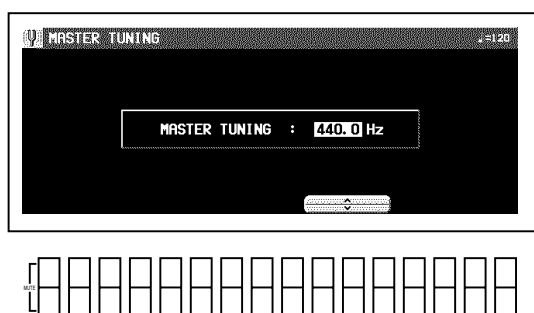 MASTER TUNING ♩=120
MASTER TUNING : 440.0 Hz
MUTE